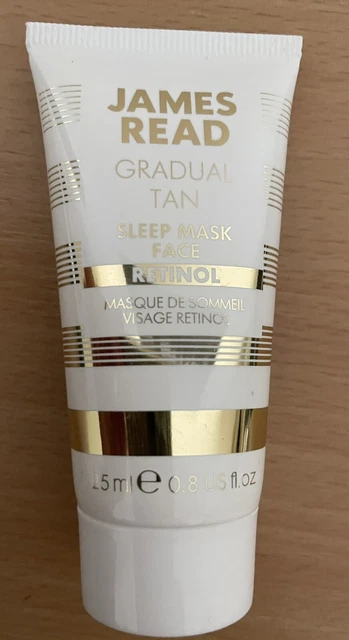 JAMES
READ
GRADUAL
TAN
SLEEP MASK
FACE
RETINOL
MASQUE DE SOMMEIL
VISAGE RETINOL
25ml e 0.8 US fl.oz